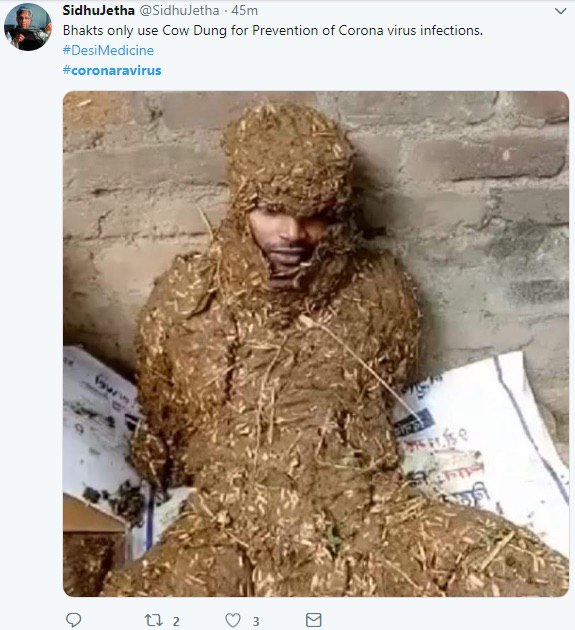 SidhuJetha @SidhuJetha · 45m
Bhakts only use Cow Dung for Prevention of Corona virus infections.
#DesiMedicine
#coronaravirus
2 3